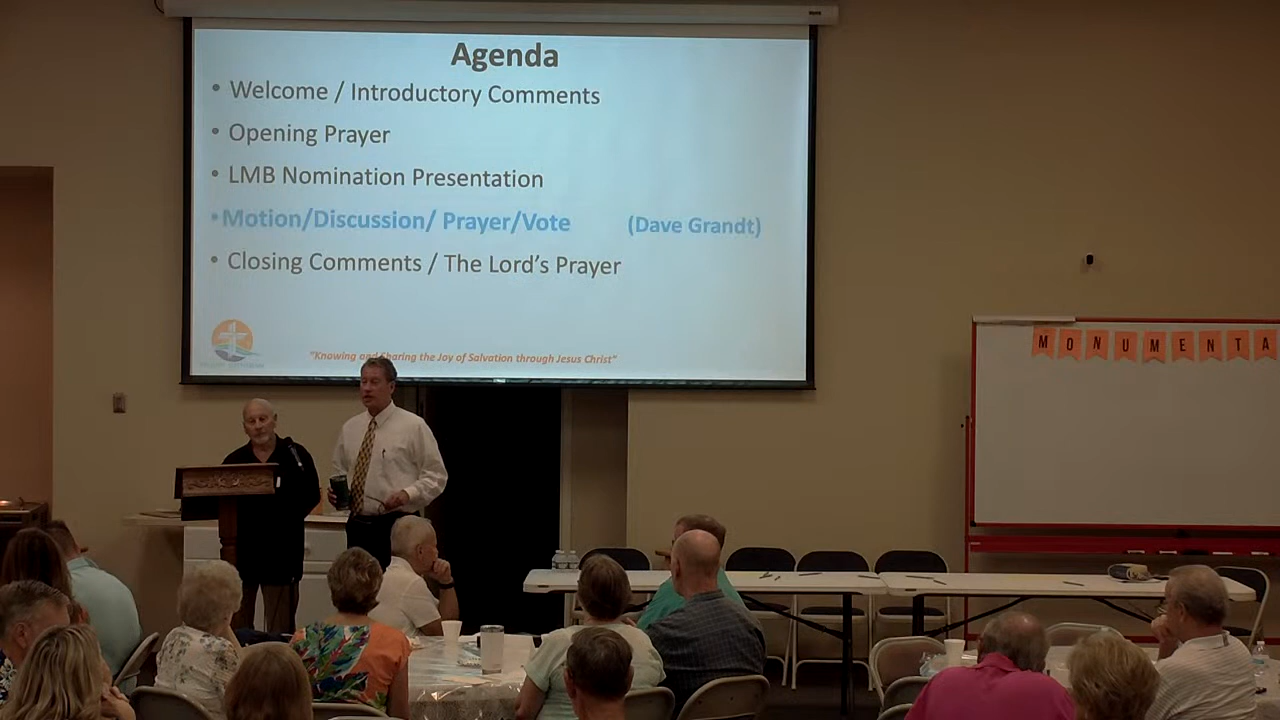 Agenda
• Welcome / Introductory Comments
• Opening Prayer
• LMB Nomination Presentation
• Motion/Discussion/ Prayer/Vote (Dave Grandt)
• Closing Comments / The Lord's Prayer
"Knowing and Sharing the Joy of Salvation through Jesus Christ"
MONUMENTA